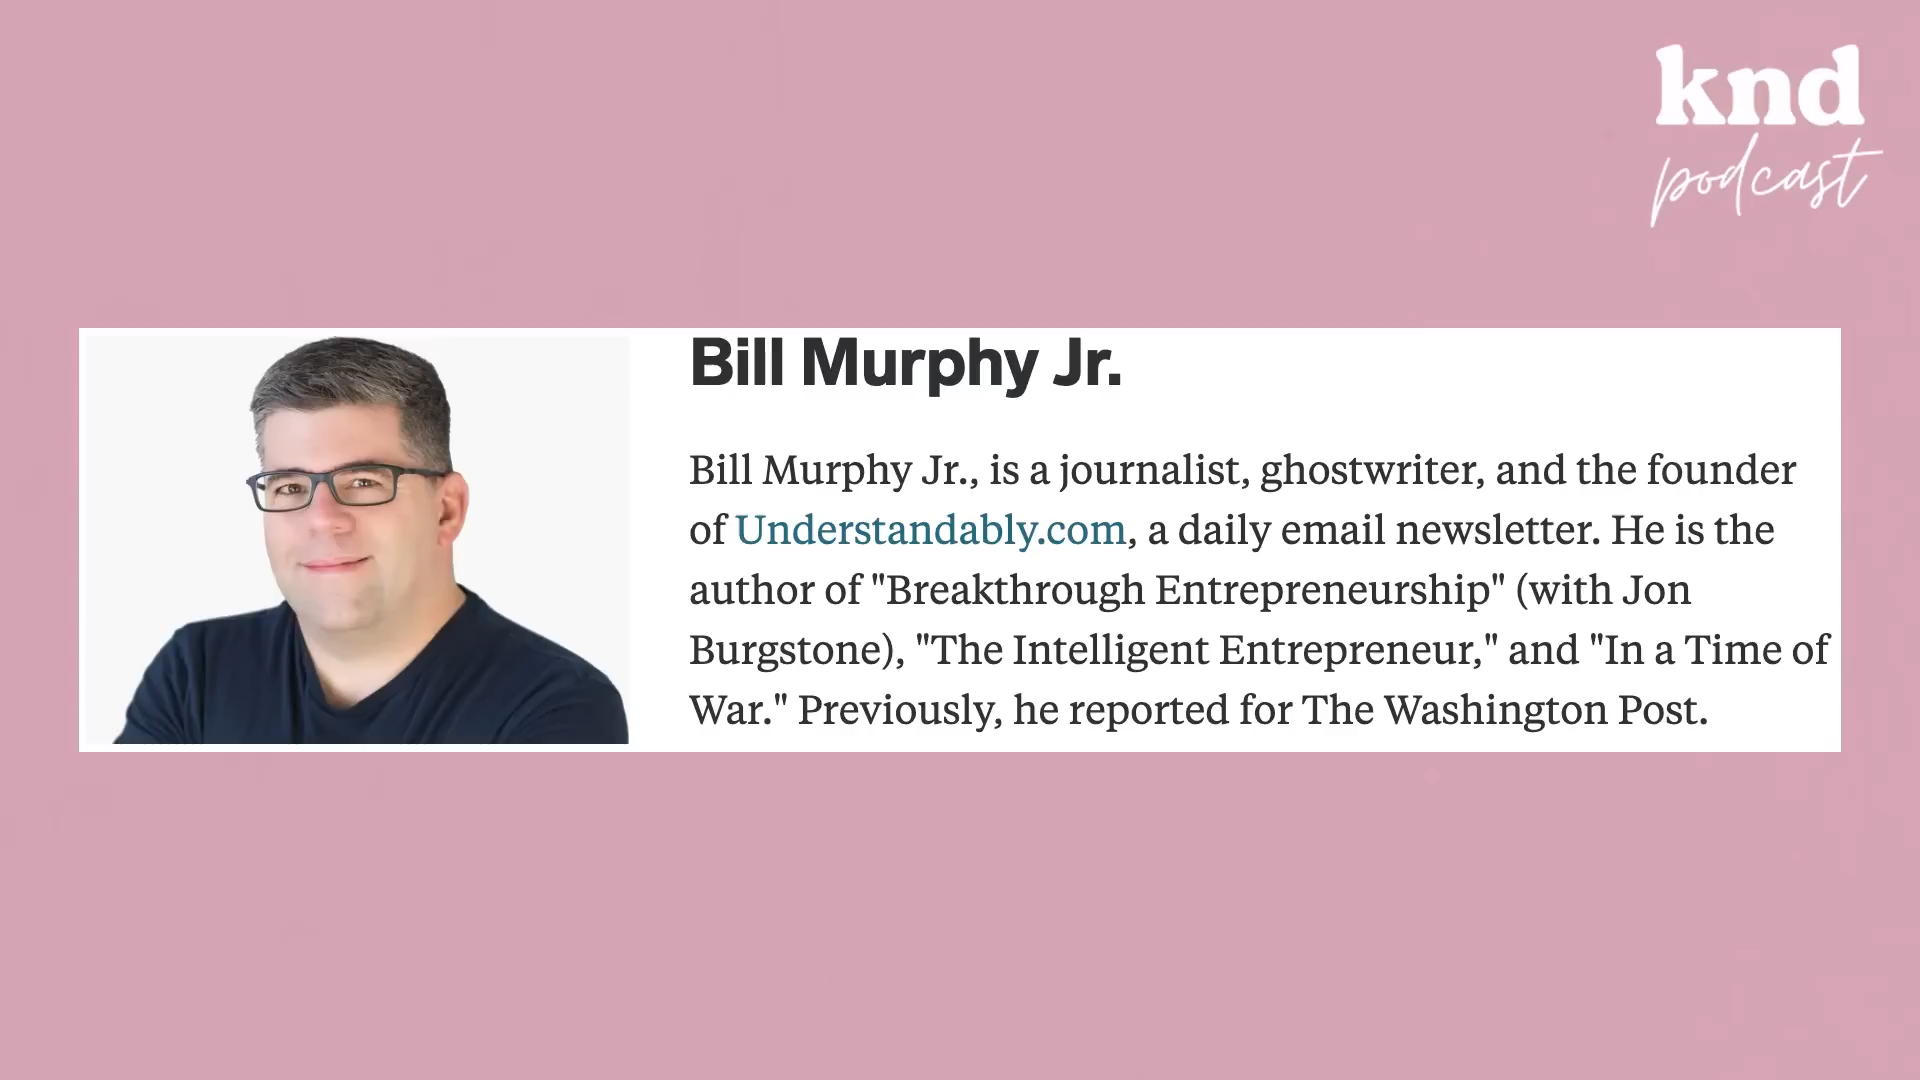 knd
podcast
Bill Murphy Jr.
Bill Murphy Jr., is a journalist, ghostwriter, and the founder
of Understandably.com, a daily email newsletter. He is the
author of "Breakthrough Entrepreneurship" (with Jon
Burgstone), "The Intelligent Entrepreneur," and "In a Time of
War." Previously, he reported for The Washington Post.